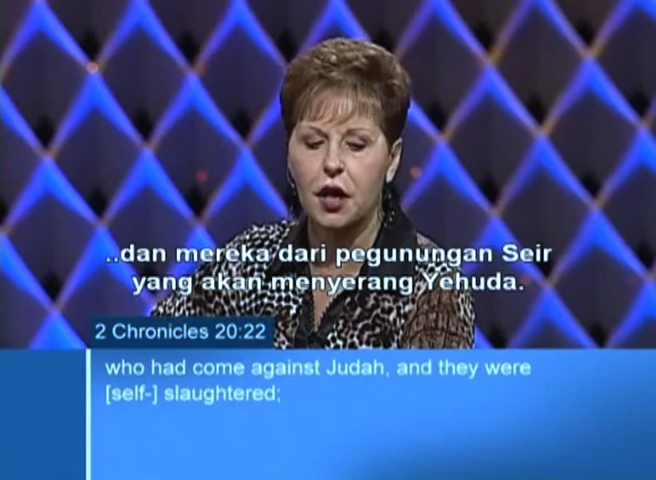 ..dan mereka dari pegunungan Seir
yang akan menyerang Yehuda.
2 Chronicles 20:22
who had come against Judah, and they were
[self-] slaughtered;